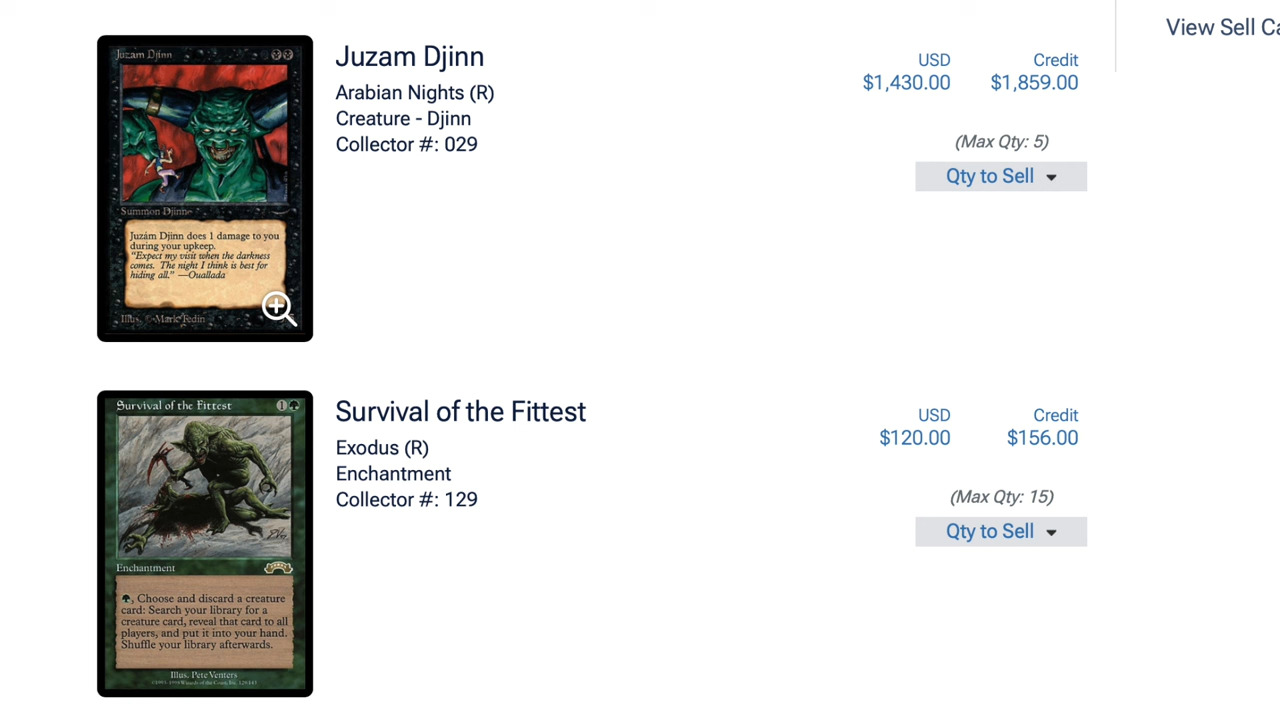 View Sell Ca
Juzam Djinn
Juzam Djinn
Arabian Nights (R)
Creature - Djinn
Collector #: 029
USD
Credit
$1,430.00
$1,859.00
(Max Qty: 5)
Qty to Sell
Summon Djinn
Juzám Djinn does 1 damage to you
during your upkeep.
"Expect my visit when the darkness
comes. The night I think is best for
hiding all." —Ouallada
Illus. © Mark Tedin
Survival of the Fittest
1
Survival of the Fittest
Exodus (R)
Enchantment
Collector #: 129
USD
Credit
$120.00
$156.00
(Max Qty: 15)
Qty to Sell
Enchantment
, Choose and discard a creature
card: Search your library for a
creature card, reveal that card to all
players, and put it into your hand.
Shuffle your library afterwards.
Illus. Pete Venters